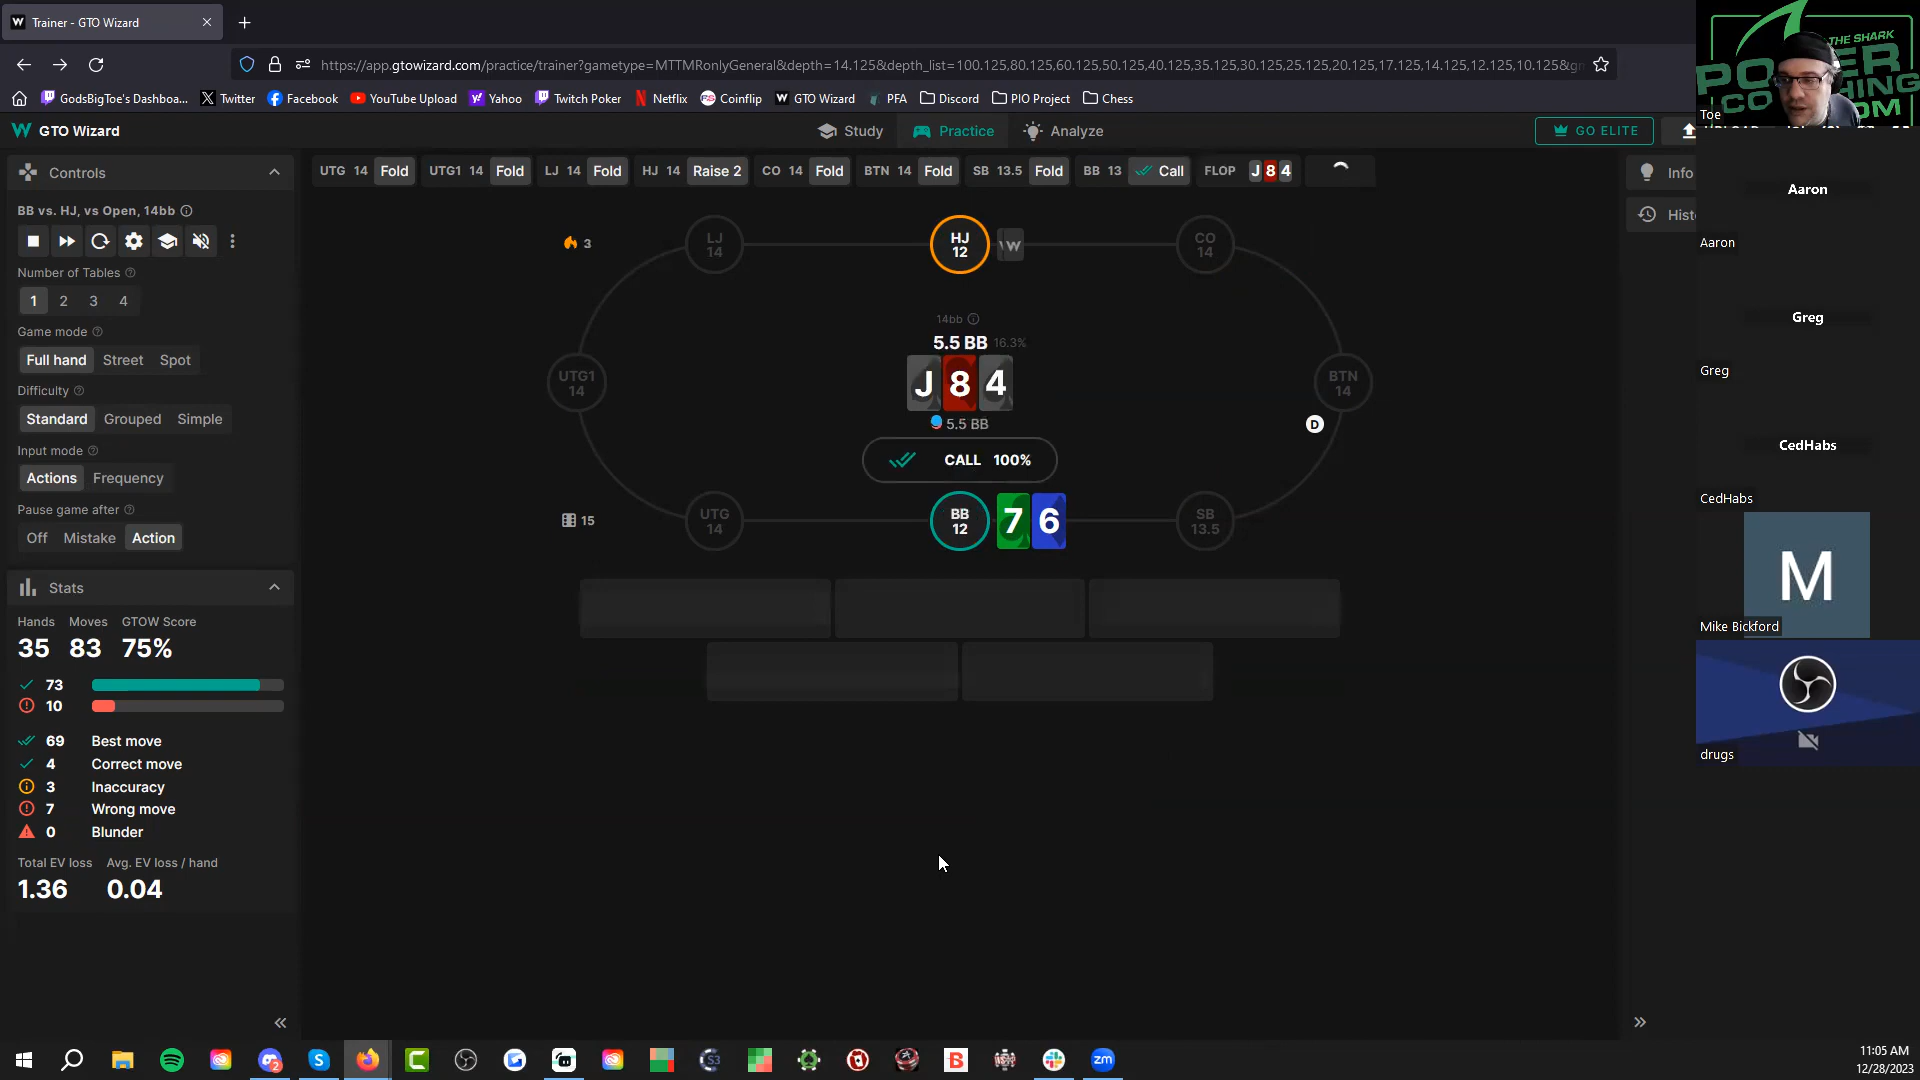 Trainer - GTO Wizard
https://app.gtowizard.com/practice/trainer?gametype=MTTMRonlyGeneral&depth=14.125&depth_list=100.125,80.125,60.125,50.125,40.125,35.125,30.125,25.125,20.125,17.125,14.125,12.125,10.125&
GodsBigToe's Dashboa... Twitter Facebook YouTube Upload Yahoo Twitch Poker Netflix Coinflip GTO Wizard PFA Discord PIO Project Chess
THE SHARK
Toe
GTO Wizard
Study Practice Analyze
GO ELITE
Controls
UTG 14 Fold UTG1 14 Fold LJ 14 Fold HJ 14 Raise 2 CO 14 Fold BTN 14 Fold SB 13.5 Fold BB 13 Call FLOP J 8 4
Info
BB vs. HJ, vs Open, 14bb
Number of Tables
1 2 3 4
Game mode
Full hand Street Spot
Difficulty
Standard Grouped Simple
Input mode
Actions Frequency
Pause game after
Off Mistake Action
Stats
Hands Moves GTOW Score
35 83 75%
73
10
69 Best move
4 Correct move
3 Inaccuracy
7 Wrong move
0 Blunder
Total EV loss Avg. EV loss / hand
1.36 0.04
3
LJ
14
HJ
12
W
CO
14
14bb
5.5 BB 16.3%
J 8 4
5.5 BB
UTG1
14
BTN
14
D
CALL 100%
15
UTG
14
BB
12
7 6
SB
13.5
Aaron
Aaron
Greg
Greg
CedHabs
CedHabs
M
Mike Bickford
drugs
11:05 AM
12/28/2023